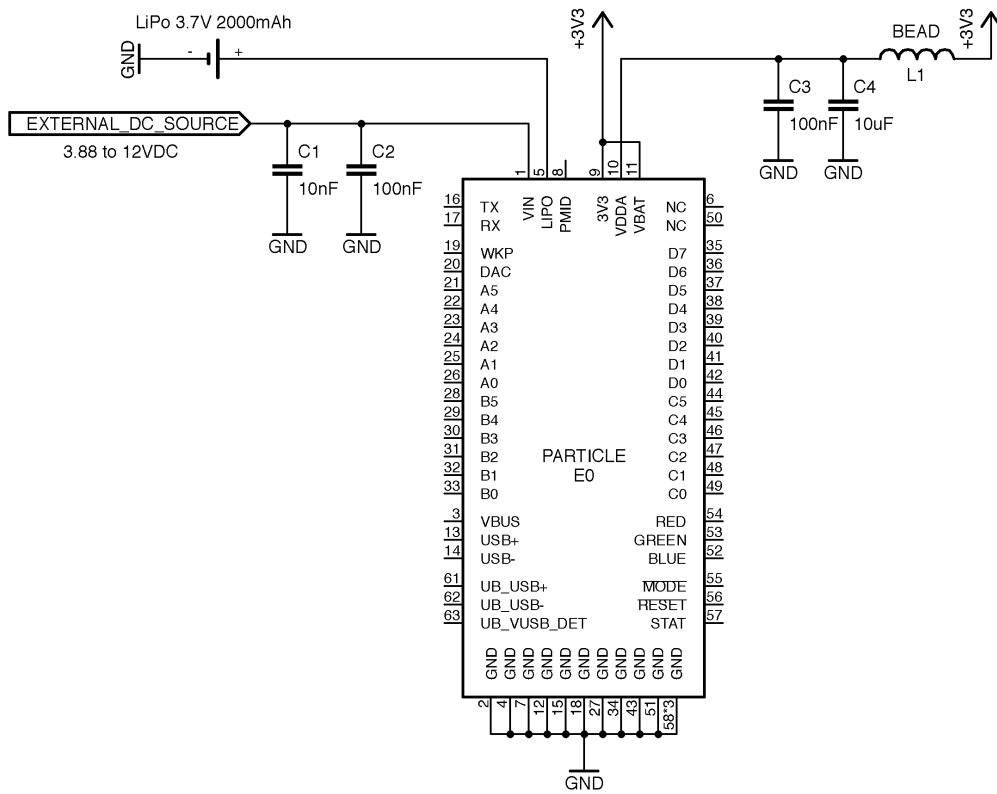 LiPo 3.7V 2000mAh
GND
-
+
+3V3
+3V3
BEAD
L1
C3
100nF
C4
10uF
GND
GND
EXTERNAL_DC_SOURCE
3.88 to 12VDC
C1
10nF
C2
100nF
GND
GND
1
5
8
9
10
11
VIN
LIPO
PMID
3V3
VDDA
VBAT
16 TX
17 RX
19 WKP
20 DAC
21 A5
22 A4
23 A3
24 A2
25 A1
26 A0
28 B5
29 B4
30 B3
31 B2
32 B1
33 B0
3 VBUS
13 USB+
14 USB-
61 UB_USB+
62 UB_USB-
63 UB_VUSB_DET
PARTICLE
E0
NC 6
NC 50
D7 35
D6 36
D5 37
D4 38
D3 39
D2 40
D1 41
D0 42
C5 44
C4 45
C3 46
C2 47
C1 48
C0 49
RED 54
GREEN 53
BLUE 52
MODE 55
RESET 56
STAT 57
GND
GND
GND
GND
GND
GND
GND
GND
GND
GND
GND
2
4
7
12
15
18
27
34
43
51
58*3
GND